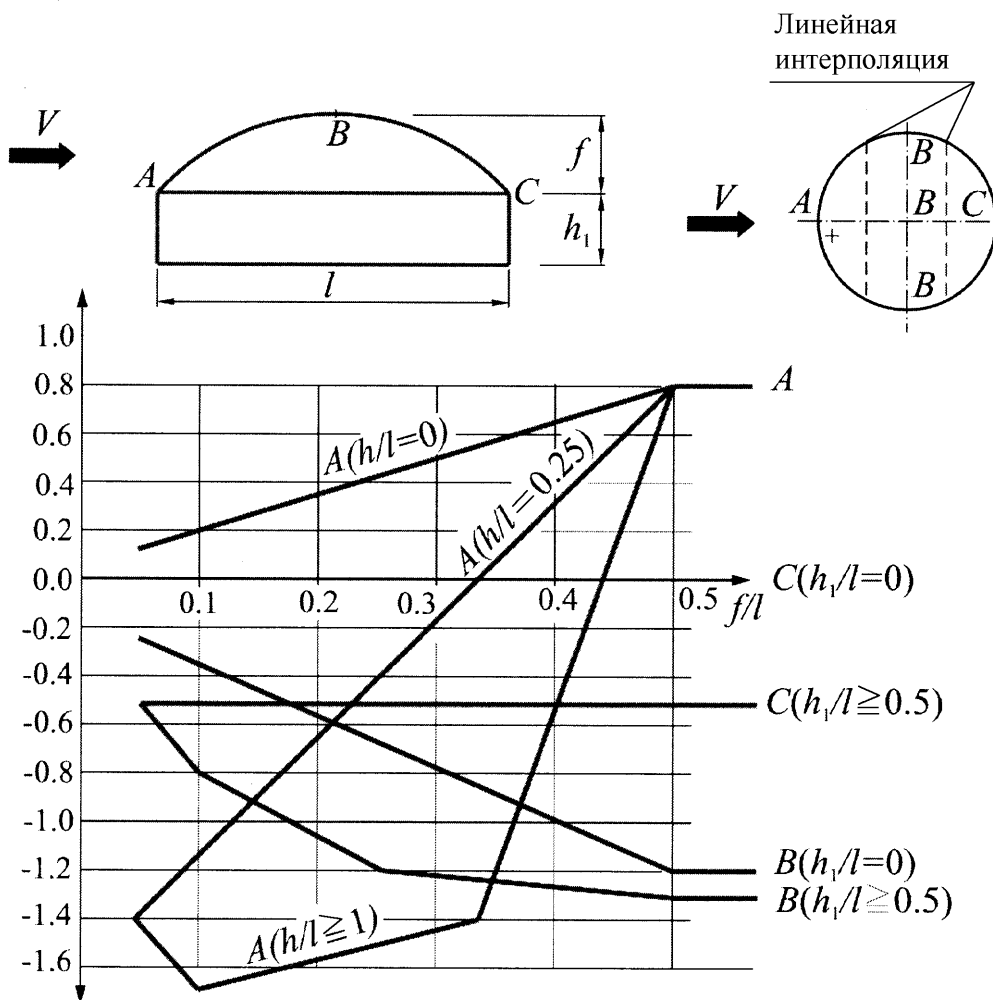 Линейная
интерполяция
V
A
B
C
f
h₁
l
V
A
B
B
C
+
B
1.0
0.8
0.6
0.4
0.2
0.0
-0.2
-0.4
-0.6
-0.8
-1.0
-1.2
-1.4
-1.6
0.1
0.2
0.3
0.4
0.5
f/l
A(h/l=0)
A(h/l=0.25)
A(h/l≧1)
A
C(h₁/l=0)
C(h₁/l≧0.5)
B(h₁/l=0)
B(h₁/l≧0.5)